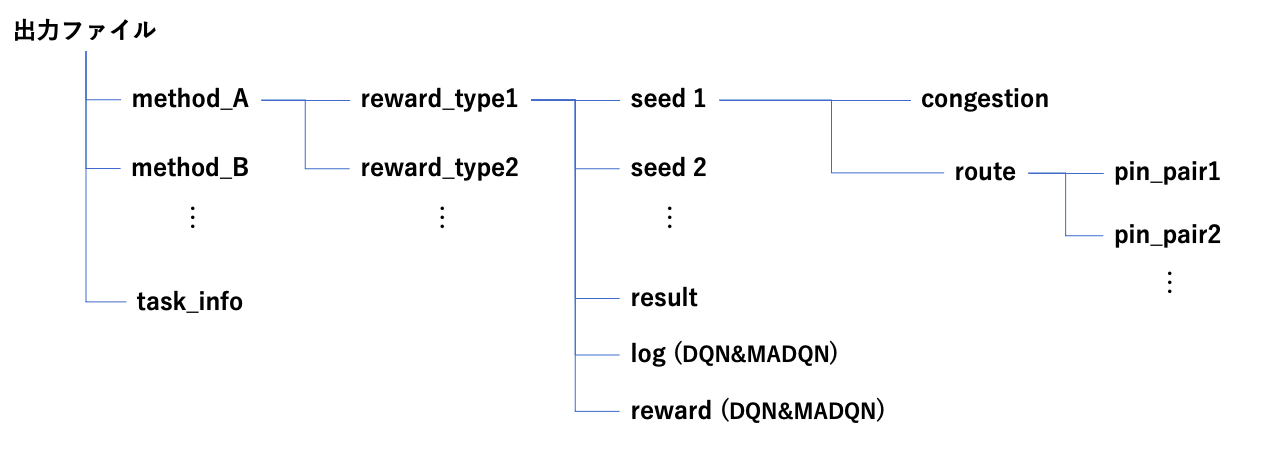 出力ファイル
method_A
reward_type1
seed 1
congestion
method_B
reward_type2
seed 2
route
pin_pair1
⋮
⋮
⋮
pin_pair2
⋮
task_info
result
log (DQN&MADQN)
reward (DQN&MADQN)